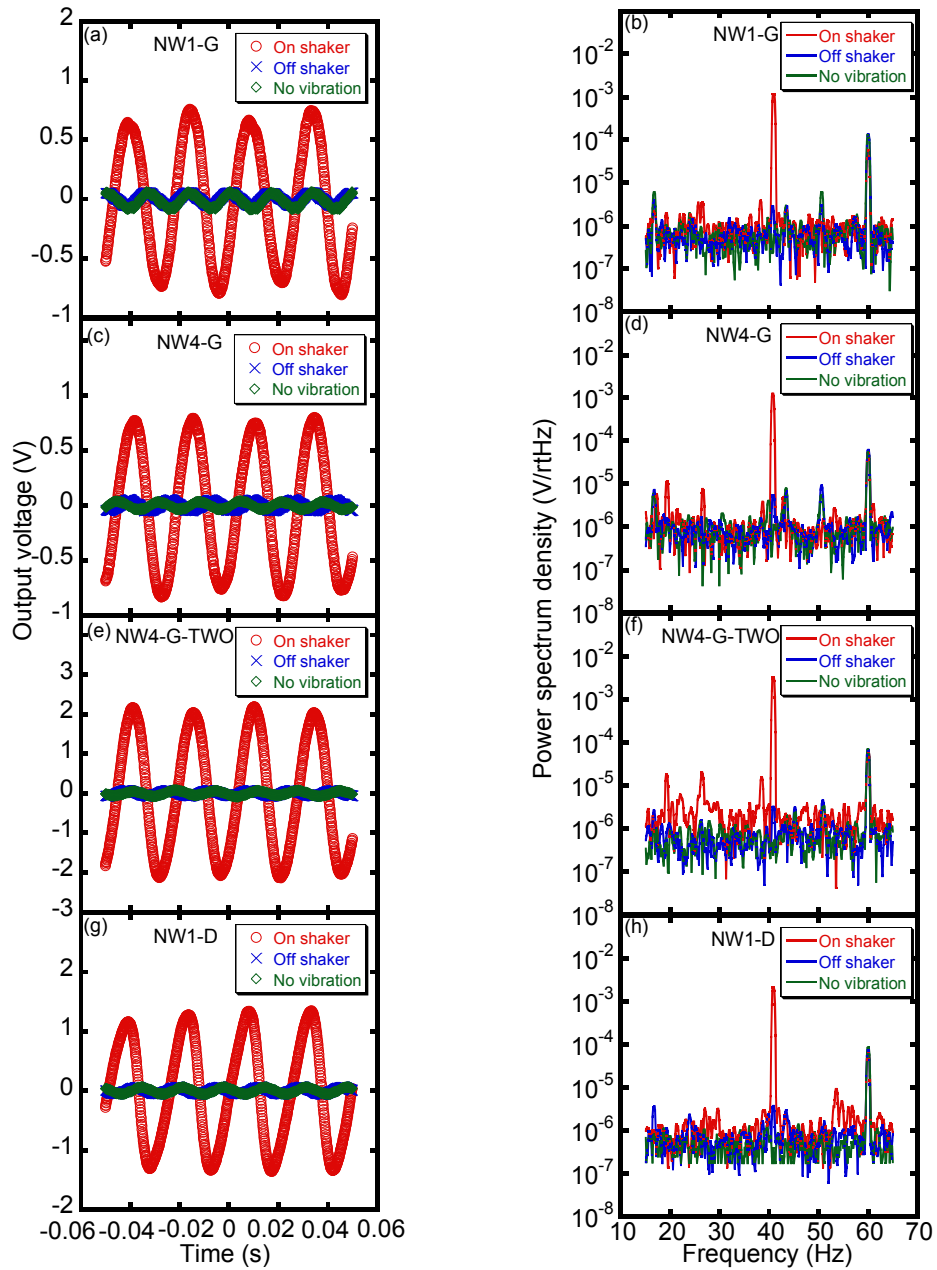 (a)
NW1-G
On shaker
Off shaker
No vibration
2
1
1
0.5
0
-0.5
-1
(b)
NW1-G
On shaker
Off shaker
No vibration
10-2
10-3
10-4
10-5
10-6
10-7
10-8
(c)
NW4-G
On shaker
Off shaker
No vibration
1
0.5
0
-0.5
-1
(d)
NW4-G
On shaker
Off shaker
No vibration
10-2
10-3
10-4
10-5
10-6
10-7
10-8
(e)
NW4-G-TWO
On shaker
Off shaker
No vibration
3
2
1
0
-1
-2
-3
(f)
NW4-G-TWO
On shaker
Off shaker
No vibration
10-2
10-3
10-4
10-5
10-6
10-7
10-8
(g)
NW1-D
On shaker
Off shaker
No vibration
2
1
0
-1
-2
(h)
NW1-D
On shaker
Off shaker
No vibration
10-2
10-3
10-4
10-5
10-6
10-7
10-8
Output voltage (V)
Power spectrum density (V/rtHz)
-0.06 -0.04 -0.02 0 0.02 0.04 0.06
Time (s)
10 20 30 40 50 60 70
Frequency (Hz)